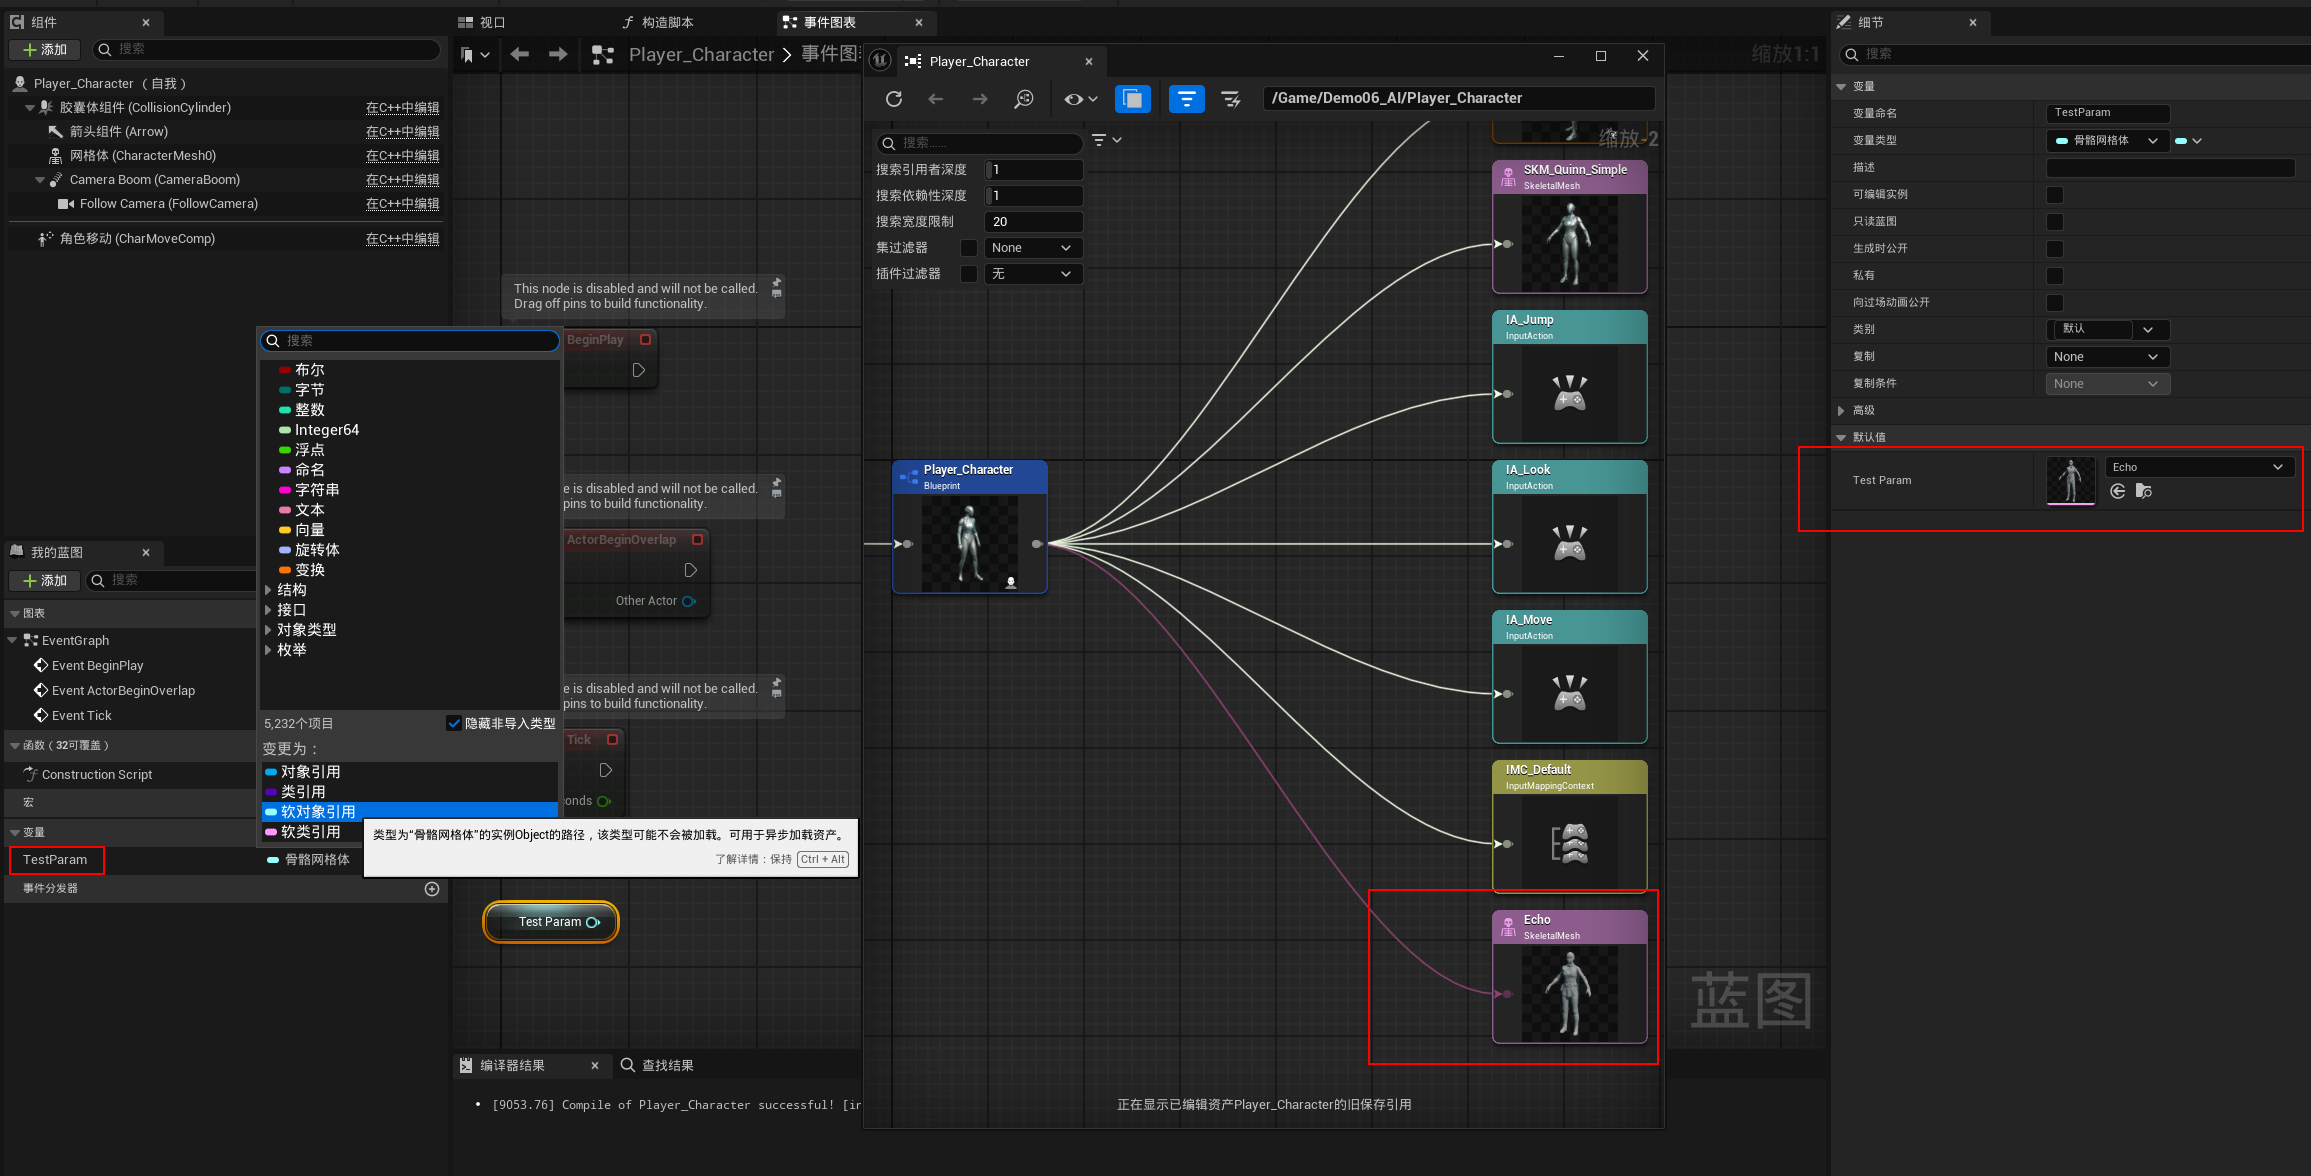 组件
添加
搜索
Player_Character （自我）
胶囊体组件 (CollisionCylinder)
在C++中编辑
箭头组件 (Arrow)
在C++中编辑
网格体 (CharacterMesh0)
在C++中编辑
Camera Boom (CameraBoom)
在C++中编辑
Follow Camera (FollowCamera)
在C++中编辑
角色移动 (CharMoveComp)
在C++中编辑
我的蓝图
添加
搜索
图表
EventGraph
Event BeginPlay
Event ActorBeginOverlap
Event Tick
函数（32可覆盖）
Construction Script
宏
变量
TestParam
骨骼网格体
事件分发器
搜索
布尔
字节
整数
Integer64
浮点
命名
字符串
文本
向量
旋转体
变换
结构
接口
对象类型
枚举
5,232个项目
隐藏非导入类型
变更为：
对象引用
类引用
软对象引用
软类引用
类型为“骨骼网格体”的实例Object的路径，该类型可能不会被加载。可用于异步加载资产。
了解详情：保持 Ctrl + Alt
视口
构造脚本
事件图表
Player_Character
事件图
缩放1:1
This node is disabled and will not be called.
Drag off pins to build functionality.
BeginPlay
e is disabled and will not be called.
pins to build functionality.
ActorBeginOverlap
Other Actor
e is disabled and will not be called.
pins to build functionality.
Tick
onds
Test Param
蓝图
编译器结果
查找结果
[9053.76] Compile of Player_Character successful! [in
Player_Character
/Game/Demo06_AI/Player_Character
缩放-2
搜索……
搜索引用者深度
1
搜索依赖性深度
1
搜索宽度限制
20
集过滤器
None
插件过滤器
无
Player_Character
Blueprint
SKM_Quinn_Simple
SkeletalMesh
IA_Jump
InputAction
IA_Look
InputAction
IA_Move
InputAction
IMC_Default
InputMappingContext
Echo
SkeletalMesh
正在显示已编辑资产Player_Character的旧保存引用
细节
搜索
变量
变量命名
TestParam
变量类型
骨骼网格体
描述
可编辑实例
只读蓝图
生成时公开
私有
向过场动画公开
类别
默认
复制
None
复制条件
None
高级
默认值
Test Param
Echo